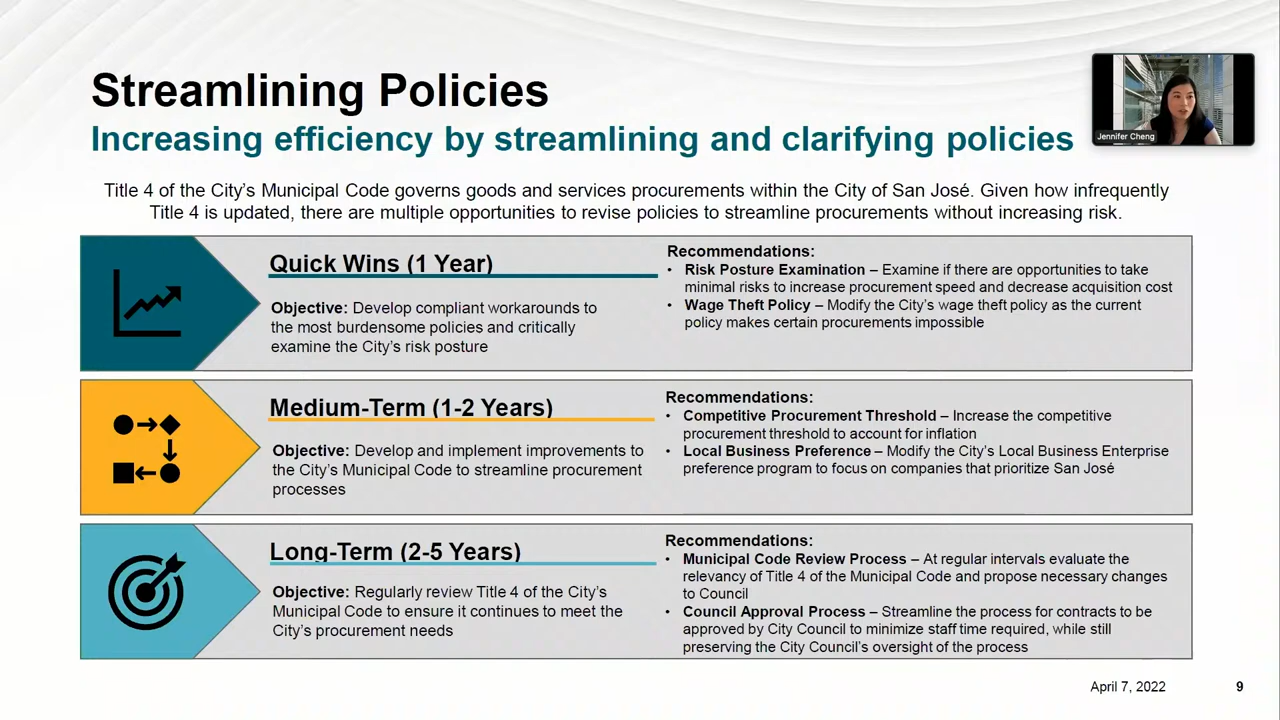 Streamlining Policies
Increasing efficiency by streamlining and clarifying policies
Jennifer Cheng
Title 4 of the City's Municipal Code governs goods and services procurements within the City of San José. Given how infrequently
Title 4 is updated, there are multiple opportunities to revise policies to streamline procurements without increasing risk.
Quick Wins (1 Year)
Objective: Develop compliant workarounds to
the most burdensome policies and critically
examine the City's risk posture
Recommendations:
• Risk Posture Examination – Examine if there are opportunities to take
minimal risks to increase procurement speed and decrease acquisition cost
• Wage Theft Policy – Modify the City's wage theft policy as the current
policy makes certain procurements impossible
Medium-Term (1-2 Years)
Objective: Develop and implement improvements to
the City's Municipal Code to streamline procurement
processes
Recommendations:
• Competitive Procurement Threshold – Increase the competitive
procurement threshold to account for inflation
• Local Business Preference – Modify the City's Local Business Enterprise
preference program to focus on companies that prioritize San José
Long-Term (2-5 Years)
Objective: Regularly review Title 4 of the City's
Municipal Code to ensure it continues to meet the
City's procurement needs
Recommendations:
• Municipal Code Review Process – At regular intervals evaluate the
relevancy of Title 4 of the Municipal Code and propose necessary changes
to Council
• Council Approval Process – Streamline the process for contracts to be
approved by City Council to minimize staff time required, while still
preserving the City Council's oversight of the process
April 7, 2022
9